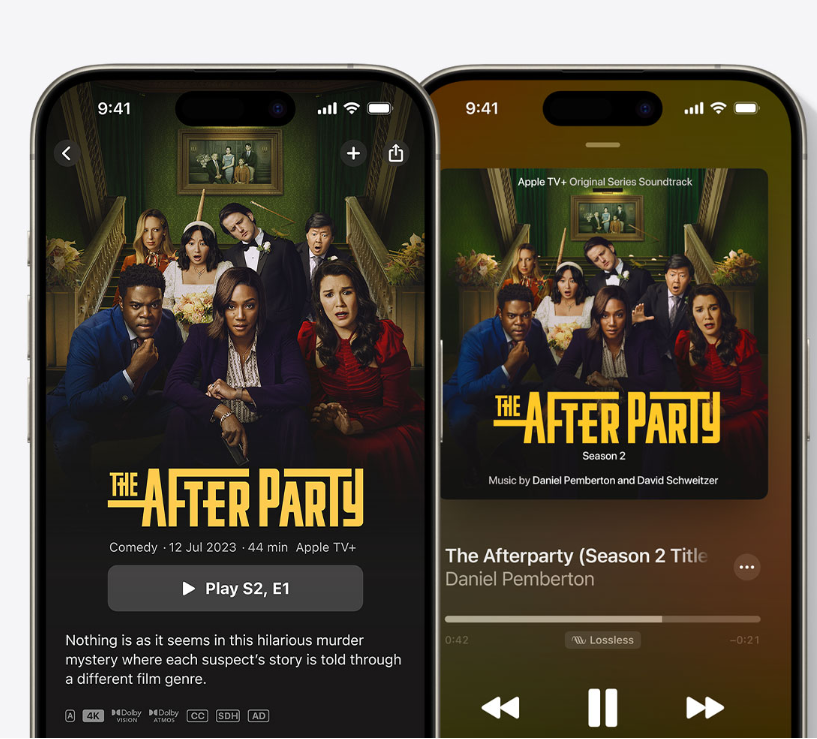 9:41
THE AFTER PARTY
Comedy · 12 Jul 2023 · 44 min Apple TV+
Play S2, E1
Nothing is as it seems in this hilarious murder
mystery where each suspect's story is told through
a different film genre.
A 4K Dolby VISION Dolby ATMOS CC SDH AD
9:41
Apple TV+ Original Series Soundtrack
THE AFTER PARTY
Season 2
Music by Daniel Pemberton and David Schweitzer
The Afterparty (Season 2 Title
Daniel Pemberton
0:42
Lossless
−0:21